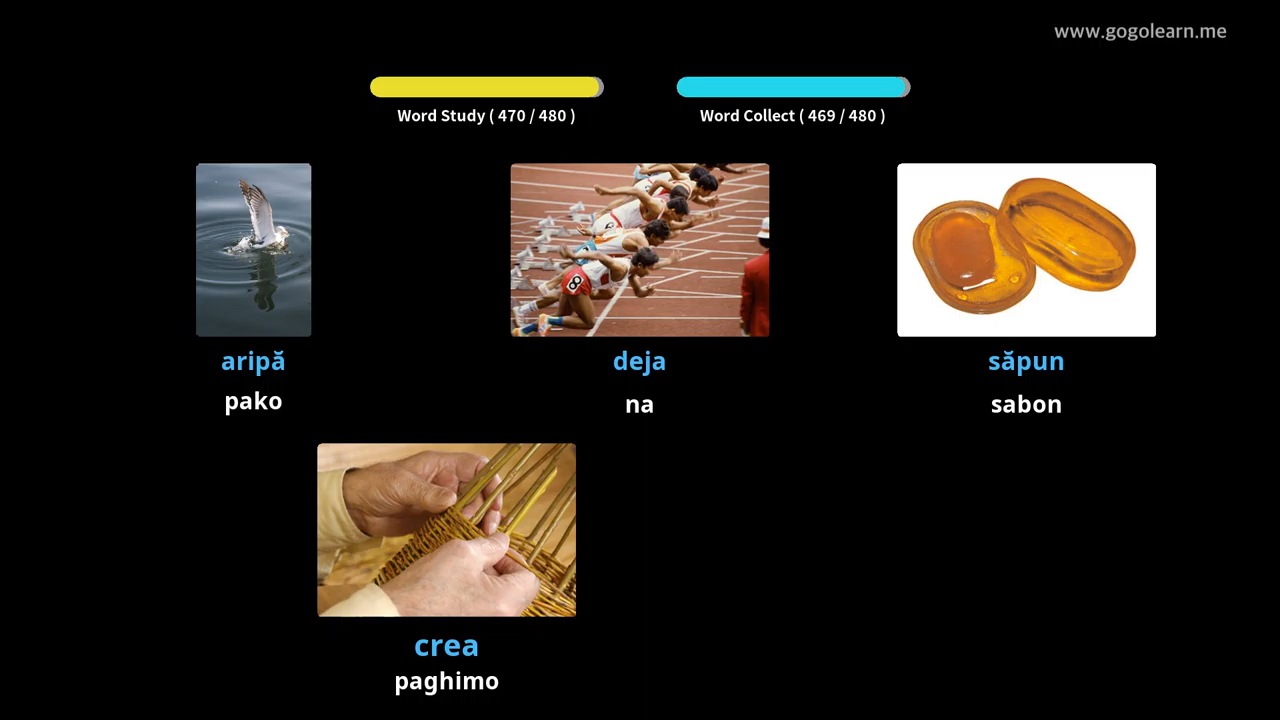 www.gogolearn.me
Word Study ( 470 / 480 )
Word Collect ( 469 / 480 )
aripă
pako
deja
na
săpun
sabon
crea
paghimo